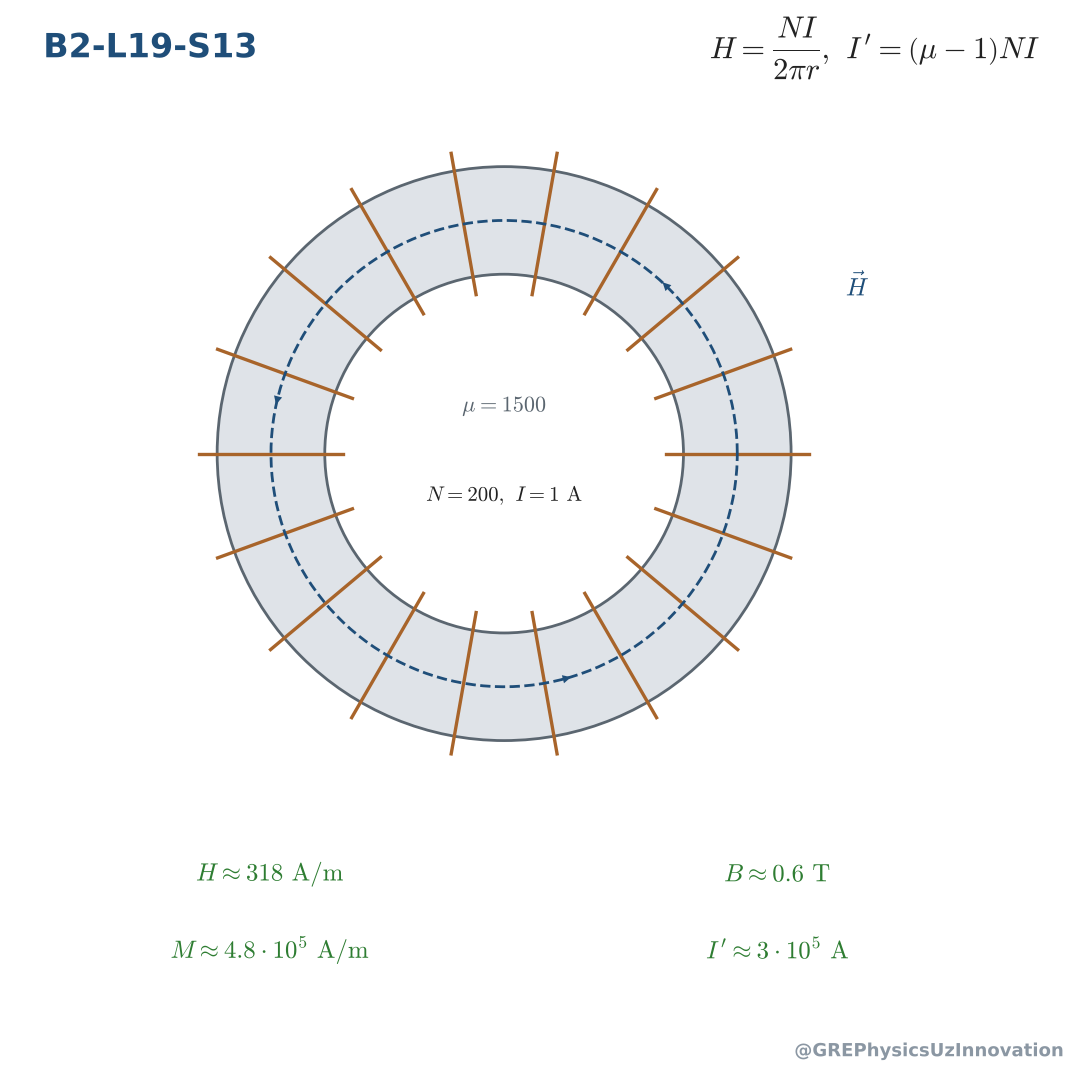 B2-L19-S13
H = NI/2πr, I′ = (μ − 1)NI
H⃗
μ = 1500
N = 200, I = 1 A
H ≈ 318 A/m
B ≈ 0.6 T
M ≈ 4.8 · 10⁵ A/m
I′ ≈ 3 · 10⁵ A
@GREPhysicsUzInnovation